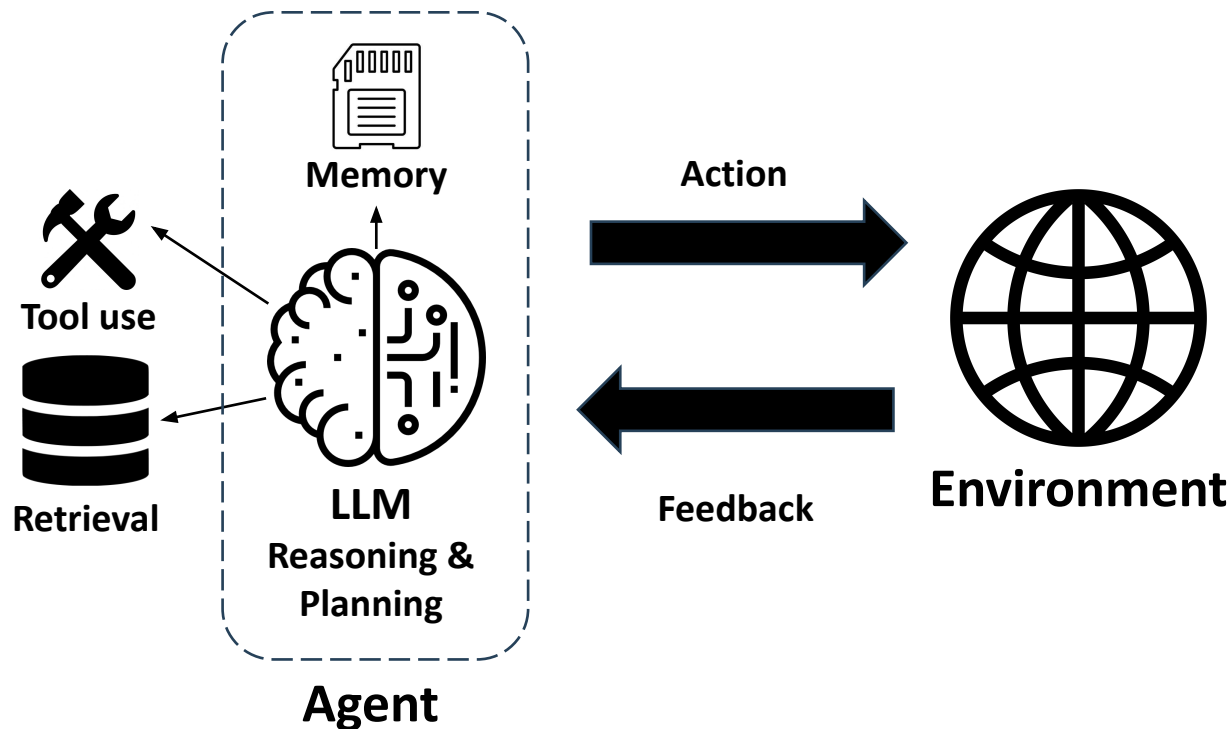 Memory
Tool use
Retrieval
LLM
Reasoning &
Planning
Agent
Action
Feedback
Environment